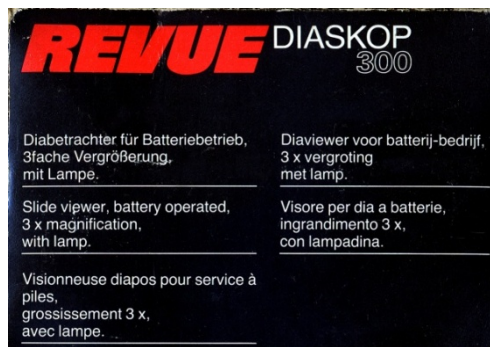 REVUE DIASKOP
300
Diabetrachter für Batteriebetrieb,
3fache Vergrößerung,
mit Lampe.
Slide viewer, battery operated,
3 x magnification,
with lamp.
Visionneuse diapos pour service à
piles,
grossissement 3 x,
avec lampe.
Diaviewer voor batterij-bedrijf,
3 x vergroting
met lamp.
Visore per dia a batterie,
ingrandimento 3 x,
con lampadina.